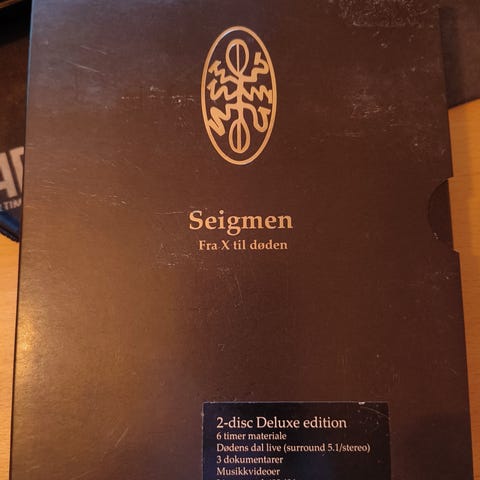 Seigmen
Fra X til døden
2-disc Deluxe edition
6 timer materiale
Dødens dal live (surround 5.1/stereo)
3 dokumentarer
Musikkvideoer